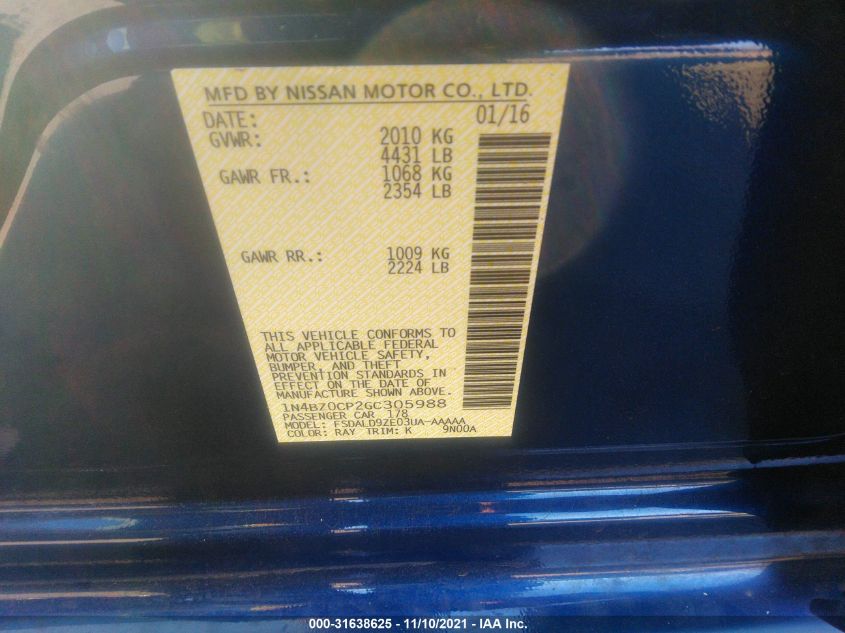 MFD BY NISSAN MOTOR CO., LTD.
DATE: 01/16
GVWR: 2010 KG
4431 LB
GAWR FR.: 1068 KG
2354 LB
GAWR RR.: 1009 KG
2224 LB
THIS VEHICLE CONFORMS TO
ALL APPLICABLE FEDERAL
MOTOR VEHICLE SAFETY,
BUMPER, AND THEFT
PREVENTION STANDARDS IN
EFFECT ON THE DATE OF
MANUFACTURE SHOWN ABOVE.
1N4BZ0CP2GC305988
PASSENGER CAR 178
MODEL: FSDALD9ZE03UA-AAAAA
COLOR: RAY TRIM: K 9N00A
000-31638625 - 11/10/2021 - IAA Inc.